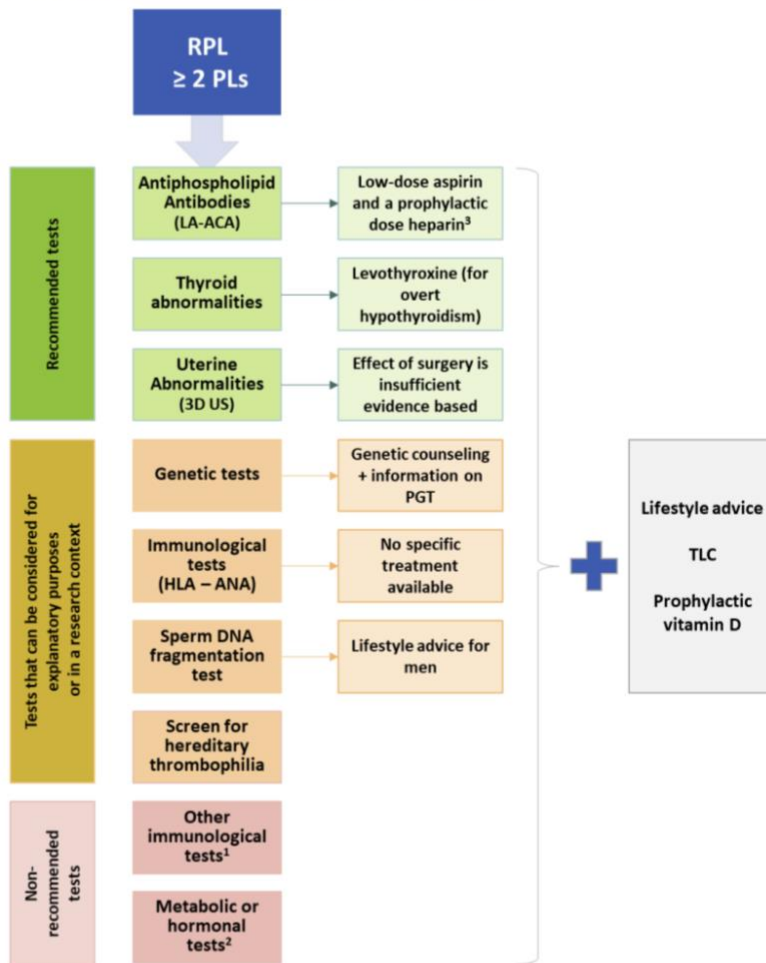 RPL
≥ 2 PLs
Recommended tests
Antiphospholipid
Antibodies
(LA-ACA)
Low-dose aspirin
and a prophylactic
dose heparin³
Thyroid
abnormalities
Levothyroxine (for
overt
hypothyroidism)
Uterine
Abnormalities
(3D US)
Effect of surgery is
insufficient
evidence based
Tests that can be considered for
explanatory purposes
or in a research context
Genetic tests
Genetic counseling
+ information on
PGT
Immunological
tests
(HLA – ANA)
No specific
treatment
available
Sperm DNA
fragmentation
test
Lifestyle advice for
men
Screen for
hereditary
thrombophilia
Non-
recommended
tests
Other
immunological
tests¹
Metabolic or
hormonal
tests²
Lifestyle advice
TLC
Prophylactic
vitamin D